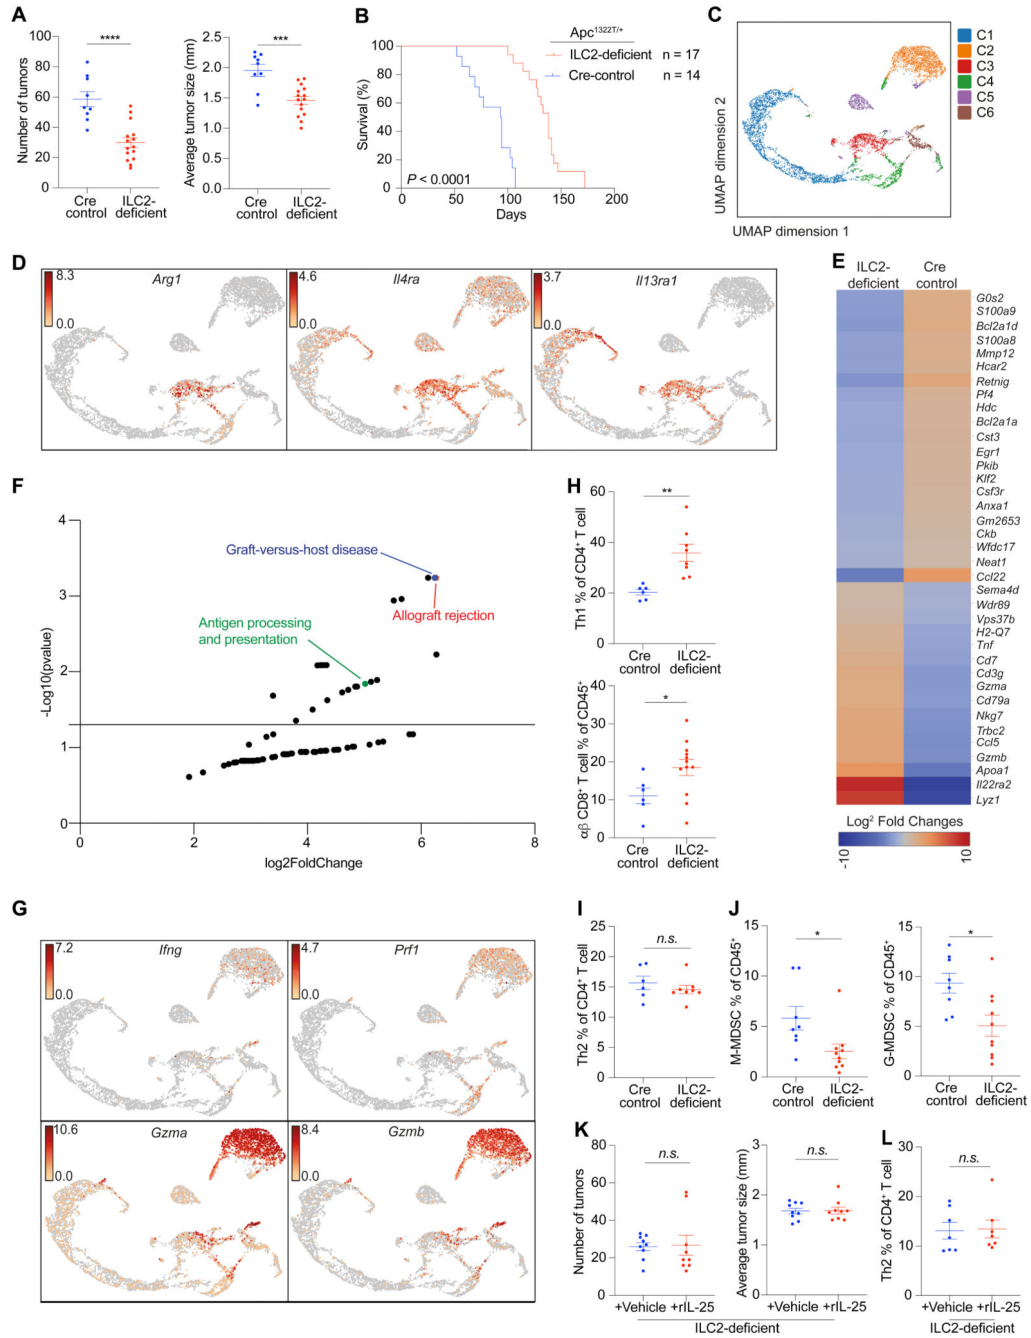 A
Number of tumors
100
80
60
40
20
0
****
Cre control
ILC2-deficient
Average tumor size (mm)
2.5
2.0
1.5
1.0
0.5
0.0
***
Cre control
ILC2-deficient
B
Apc1322T/+
ILC2-deficient n = 17
Cre-control n = 14
Survival (%)
100
80
60
40
20
0
P < 0.0001
0 50 100 150 200
Days
C
UMAP dimension 2
UMAP dimension 1
C1
C2
C3
C4
C5
C6
D
8.3
0.0
Arg1
4.6
0.0
Il4ra
3.7
0.0
Il13ra1
E
ILC2-deficient
Cre control
G0s2
S100a9
Bcl2a1d
S100a8
Mmp12
Hcar2
Retnlg
Pf4
Hdc
Bcl2a1a
Cst3
Egr1
Pkib
Klf2
Csf3r
Anxa1
Gm2653
Ckb
Wfdc17
Neat1
Ccl22
Sema4d
Wdr89
Vps37b
H2-Q7
Tnf
Cd7
Cd3g
Gzma
Cd79a
Nkg7
Trbc2
Ccl5
Gzmb
Apoa1
Il22ra2
Lyz1
Log2 Fold Changes
-10
10
F
-Log10(pvalue)
4
3
2
1
0
Graft-versus-host disease
Allograft rejection
Antigen processing
and presentation
0 2 4 6 8
log2FoldChange
G
7.2
0.0
Ifng
4.7
0.0
Prf1
10.6
0.0
Gzma
8.4
0.0
Gzmb
H
Th1 % of CD4+ T cell
60
40
20
0
**
Cre control
ILC2-deficient
αβ CD8+ T cell % of CD45+
40
30
20
10
0
*
Cre control
ILC2-deficient
I
Th2 % of CD4+ T cell
25
20
15
10
5
0
n.s.
Cre control
ILC2-deficient
J
M-MDSC % of CD45+
15
10
5
0
*
Cre control
ILC2-deficient
G-MDSC % of CD45+
15
10
5
0
*
Cre control
ILC2-deficient
K
Number of tumors
80
60
40
20
0
n.s.
+Vehicle +rIL-25
Average tumor size (mm)
3
2
1
0
n.s.
+Vehicle +rIL-25
ILC2-deficient
L
Th2 % of CD4+ T cell
30
20
10
0
n.s.
+Vehicle +rIL-25
ILC2-deficient